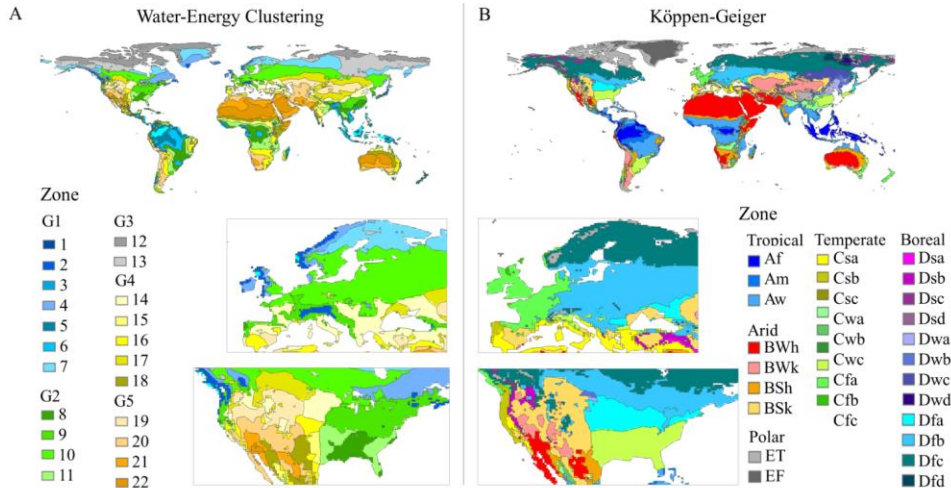 A
Water-Energy Clustering
B
Köppen-Geiger
Zone
G1
1
2
3
4
5
6
7
G2
8
9
10
11
G3
12
13
G4
14
15
16
17
18
G5
19
20
21
22
Zone
Tropical
Af
Am
Aw
Arid
BWh
BWk
BSh
BSk
Polar
ET
EF
Temperate
Csa
Csb
Csc
Cwa
Cwb
Cwc
Cfa
Cfb
Cfc
Boreal
Dsa
Dsb
Dsc
Dsd
Dwa
Dwb
Dwc
Dwd
Dfa
Dfb
Dfc
Dfd